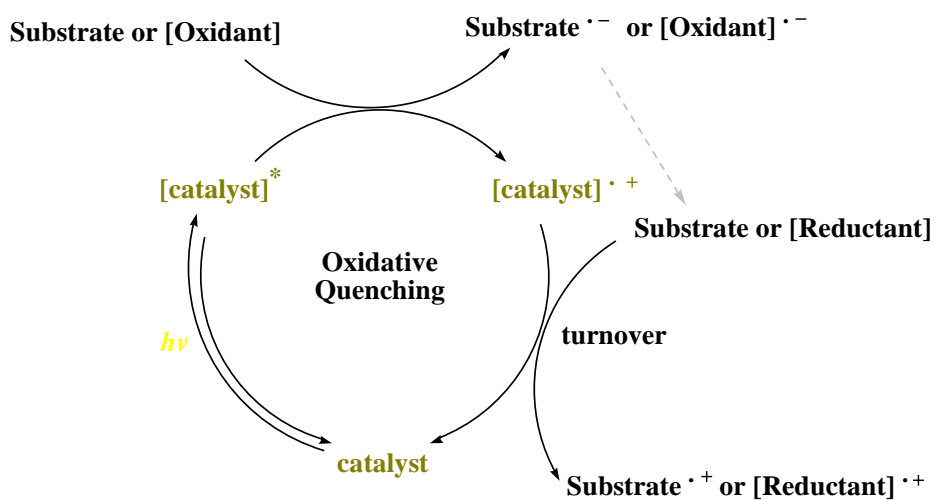 Substrate or [Oxidant]
Substrate · − or [Oxidant] · −
[catalyst]*
[catalyst] · +
Substrate or [Reductant]
Oxidative
Quenching
hv
turnover
catalyst
Substrate · + or [Reductant] · +